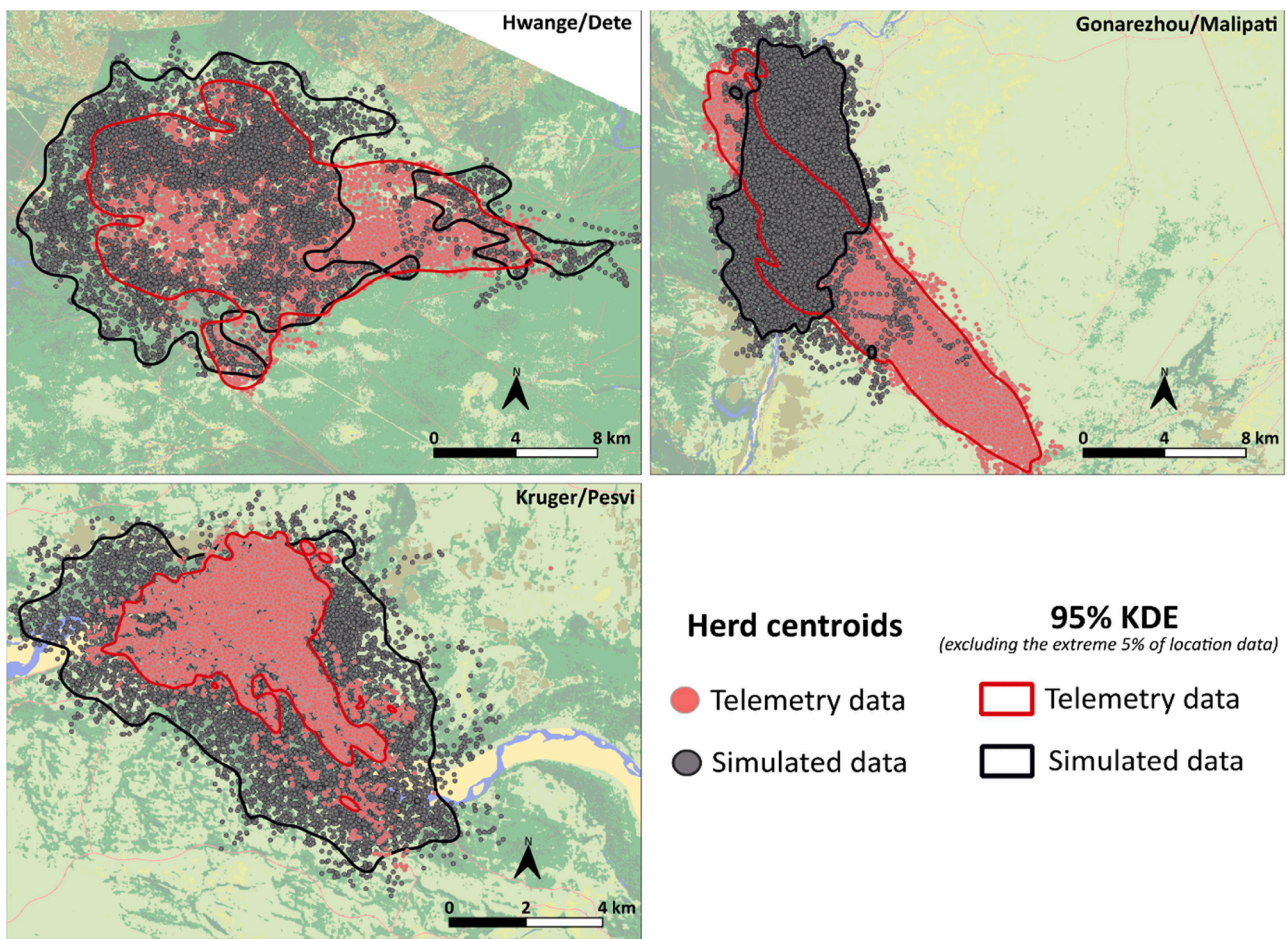 Hwange/Dete
N
0 4 8 km
Gonarezhou/Malipati
N
0 4 8 km
Kruger/Pesvi
N
0 2 4 km
Herd centroids
Telemetry data
Simulated data
95% KDE
(excluding the extreme 5% of location data)
Telemetry data
Simulated data